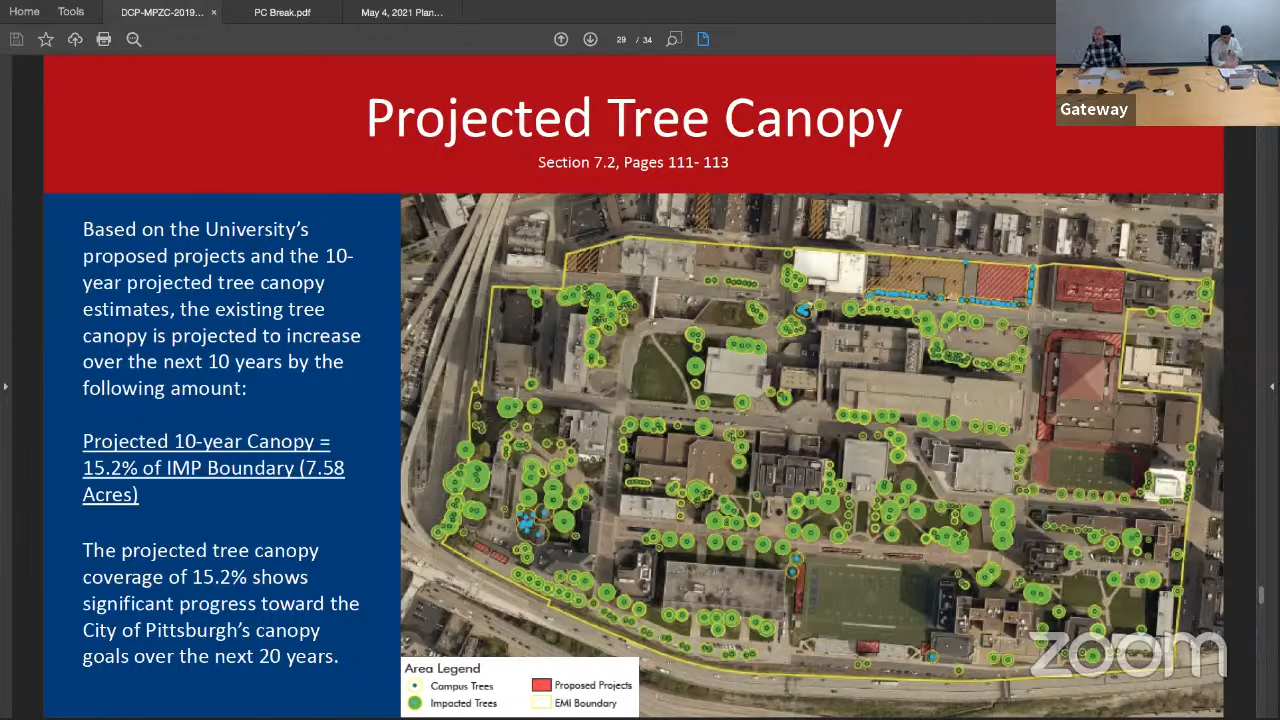 Home
Tools
DCP-MPZC-2019...
×
PC Break.pdf
May 4, 2021 Plan...
29 / 34
Gateway
Projected Tree Canopy
Section 7.2, Pages 111- 113
Based on the University’s
proposed projects and the 10-
year projected tree canopy
estimates, the existing tree
canopy is projected to increase
over the next 10 years by the
following amount:
Projected 10-year Canopy =
15.2% of IMP Boundary (7.58
Acres)
The projected tree canopy
coverage of 15.2% shows
significant progress toward the
City of Pittsburgh’s canopy
goals over the next 20 years.
Area Legend
Campus Trees
Proposed Projects
Impacted Trees
EMI Boundary
zoom